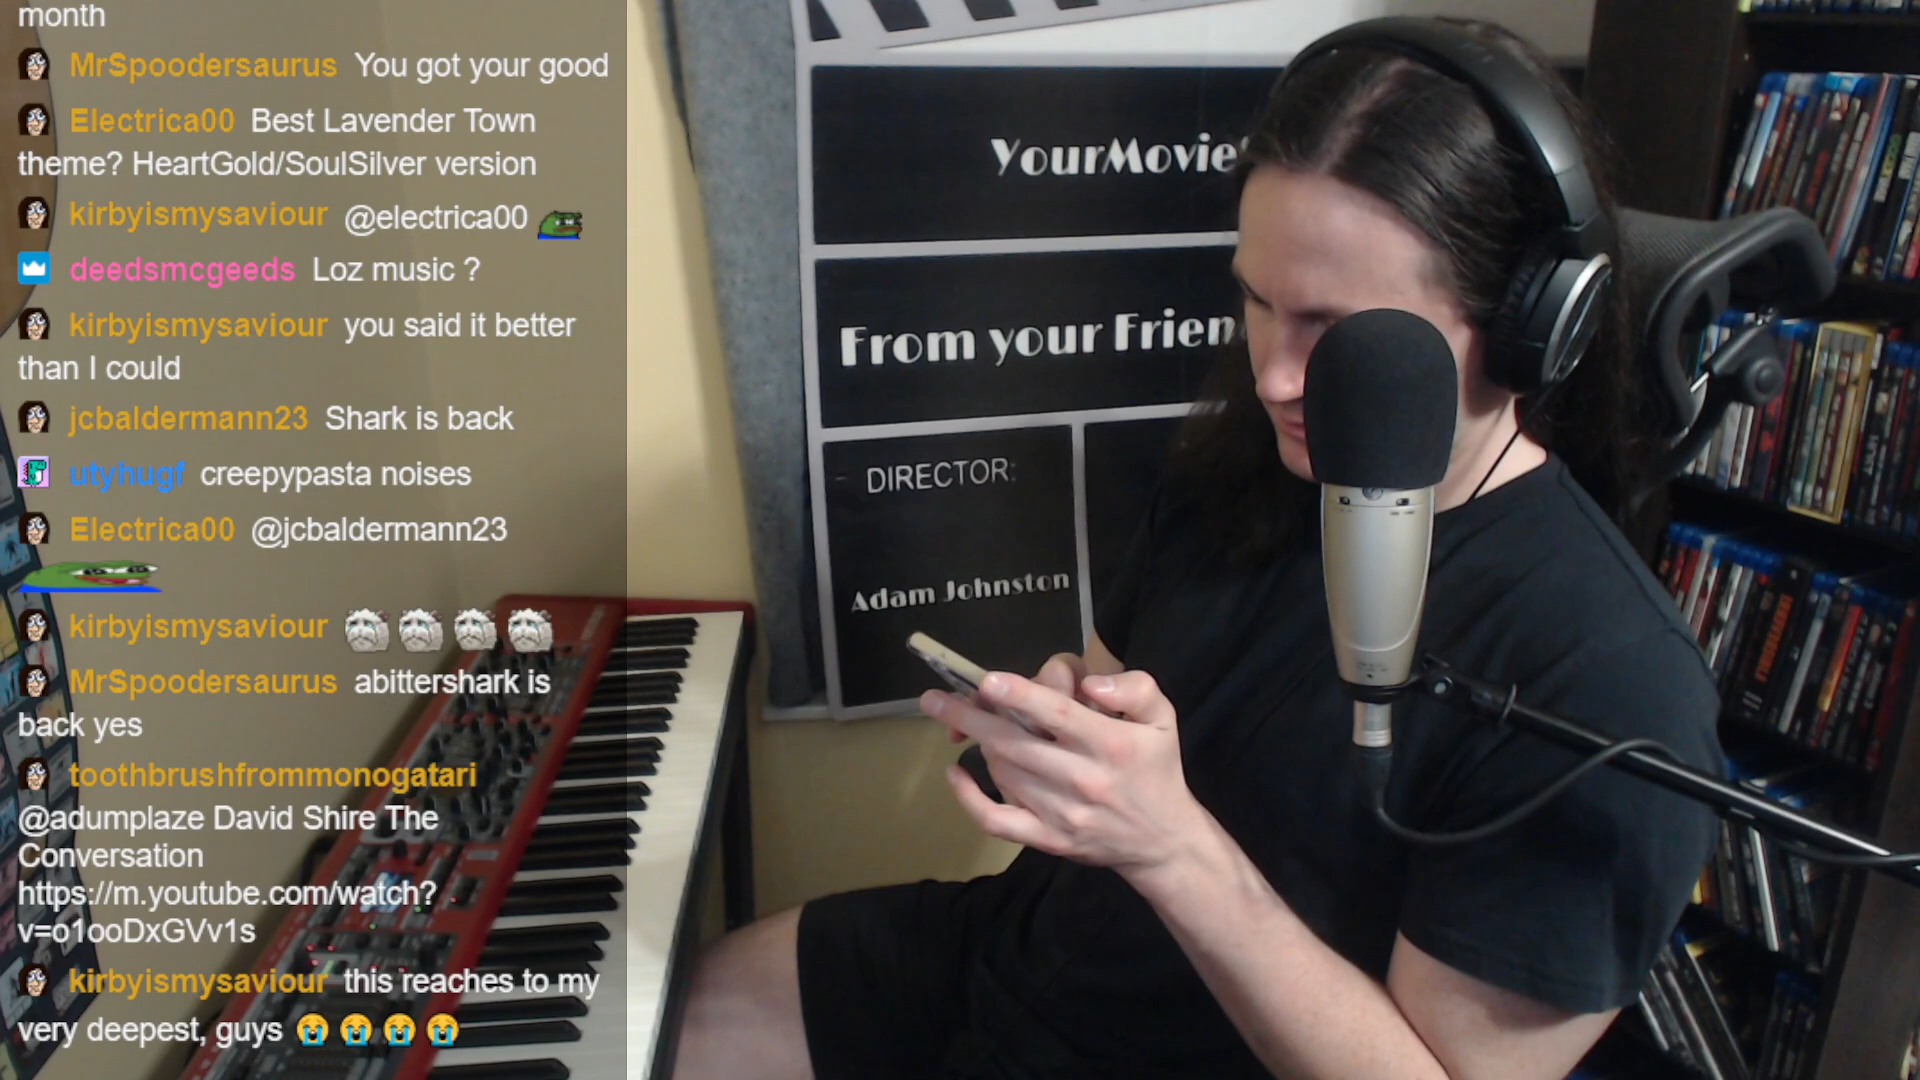 month
MrSpoodersaurus You got your good
Electrica00 Best Lavender Town
theme? HeartGold/SoulSilver version
kirbyismysaviour @electrica00
deedsmcgeeds Loz music ?
kirbyismysaviour you said it better
than I could
jcbaldermann23 Shark is back
utyhugf creepypasta noises
Electrica00 @jcbaldermann23
kirbyismysaviour
MrSpoodersaurus abittershark is
back yes
toothbrushfrommonogatari
@adumplaze David Shire The
Conversation
https://m.youtube.com/watch?
v=o1ooDxGVv1s
kirbyismysaviour this reaches to my
very deepest, guys 😭 😭 😭 😭
YourMovie
From your Frien
DIRECTOR:
Adam Johnston